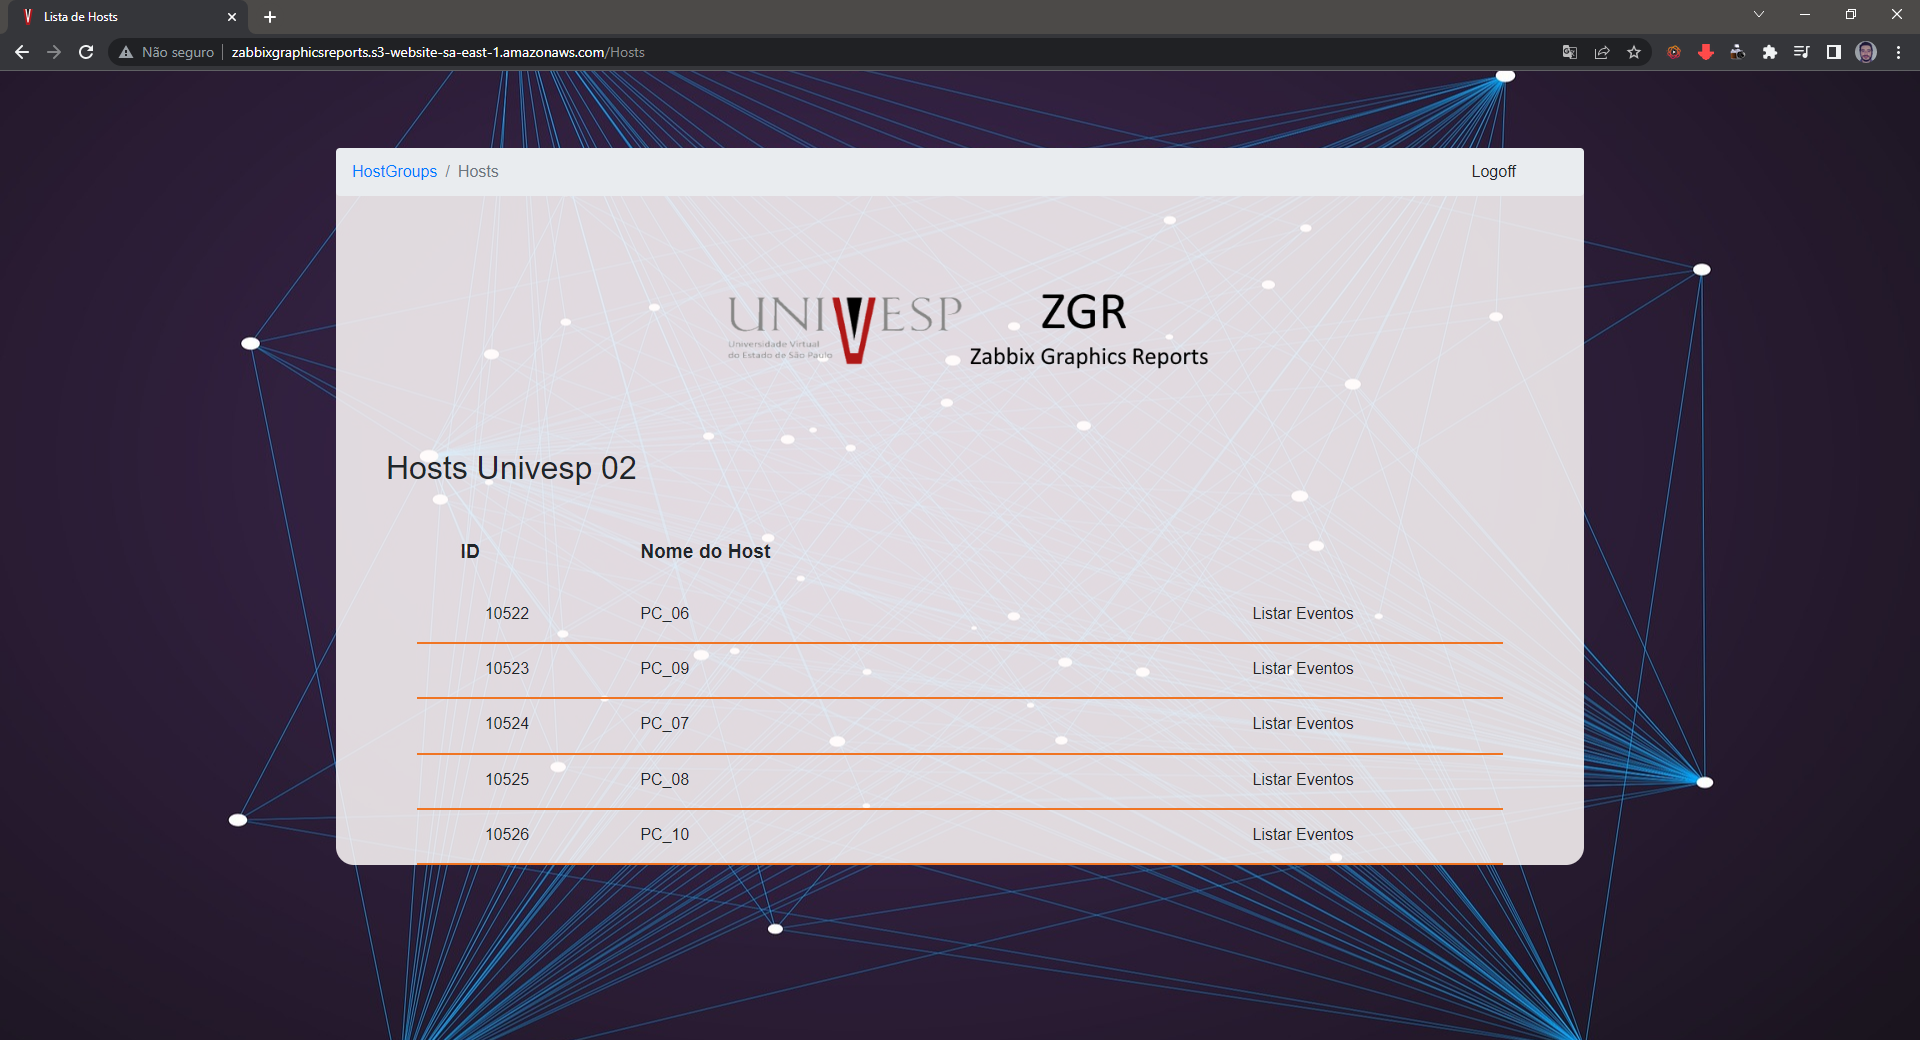 Lista de Hosts
Não seguro
zabbixgraphicsreports.s3-website-sa-east-1.amazonaws.com/Hosts
HostGroups / Hosts
Logoff
UNIVESP
Universidade Virtual
do Estado de São Paulo
ZGR
Zabbix Graphics Reports
Hosts Univesp 02
ID Nome do Host
10522 PC_06 Listar Eventos
10523 PC_09 Listar Eventos
10524 PC_07 Listar Eventos
10525 PC_08 Listar Eventos
10526 PC_10 Listar Eventos